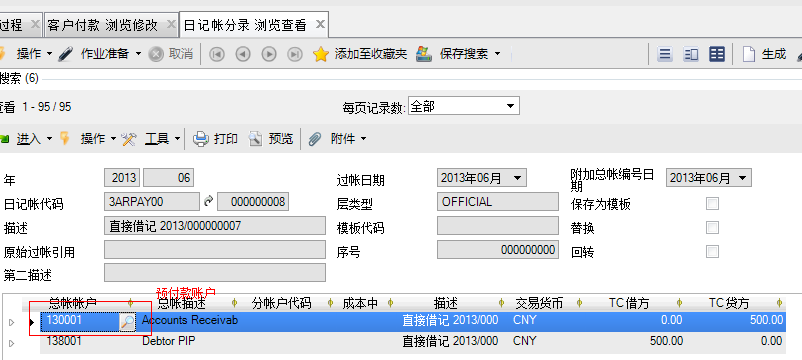 过程 客户付款 浏览修改 日记帐分录 浏览查看
操作 作业准备 取消 添加至收藏夹 保存搜索 生成
搜索 (6)
查看 1 - 95 / 95 每页记录数: 全部
进入 操作 工具 打印 预览 附件
年 2013 06 过帐日期 2013年06月 附加总帐编号日期 2013年06月
日记帐代码 3ARPAY00 000000008 层类型 OFFICIAL 保存为模板
描述 直接借记 2013/000000007 模板代码 替换
原始过帐引用 序号 000000000 回转
第二描述
预付款账户
总帐帐户 总帐描述 分帐户代码 成本中 描述 交易货币 TC 借方 TC 贷方
130001 Accounts Receivab 直接借记 2013/000 CNY 0.00 500.00
138001 Debtor PIP 直接借记 2013/000 CNY 500.00 0.00